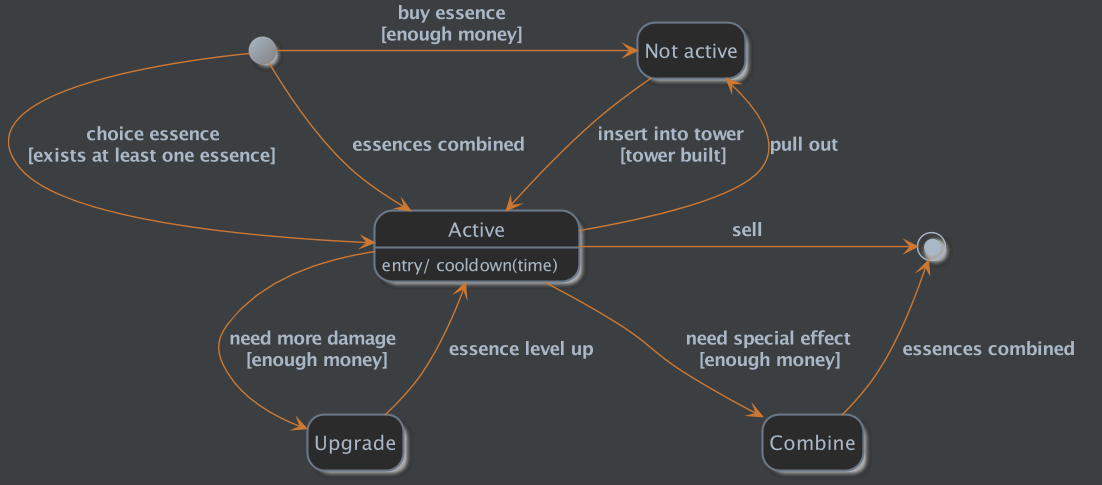 buy essence
[enough money]
Not active
choice essence
[exists at least one essence]
essences combined
insert into tower
[tower built]
pull out
Active
entry/ cooldown(time)
sell
need more damage
[enough money]
essence level up
need special effect
[enough money]
essences combined
Upgrade
Combine